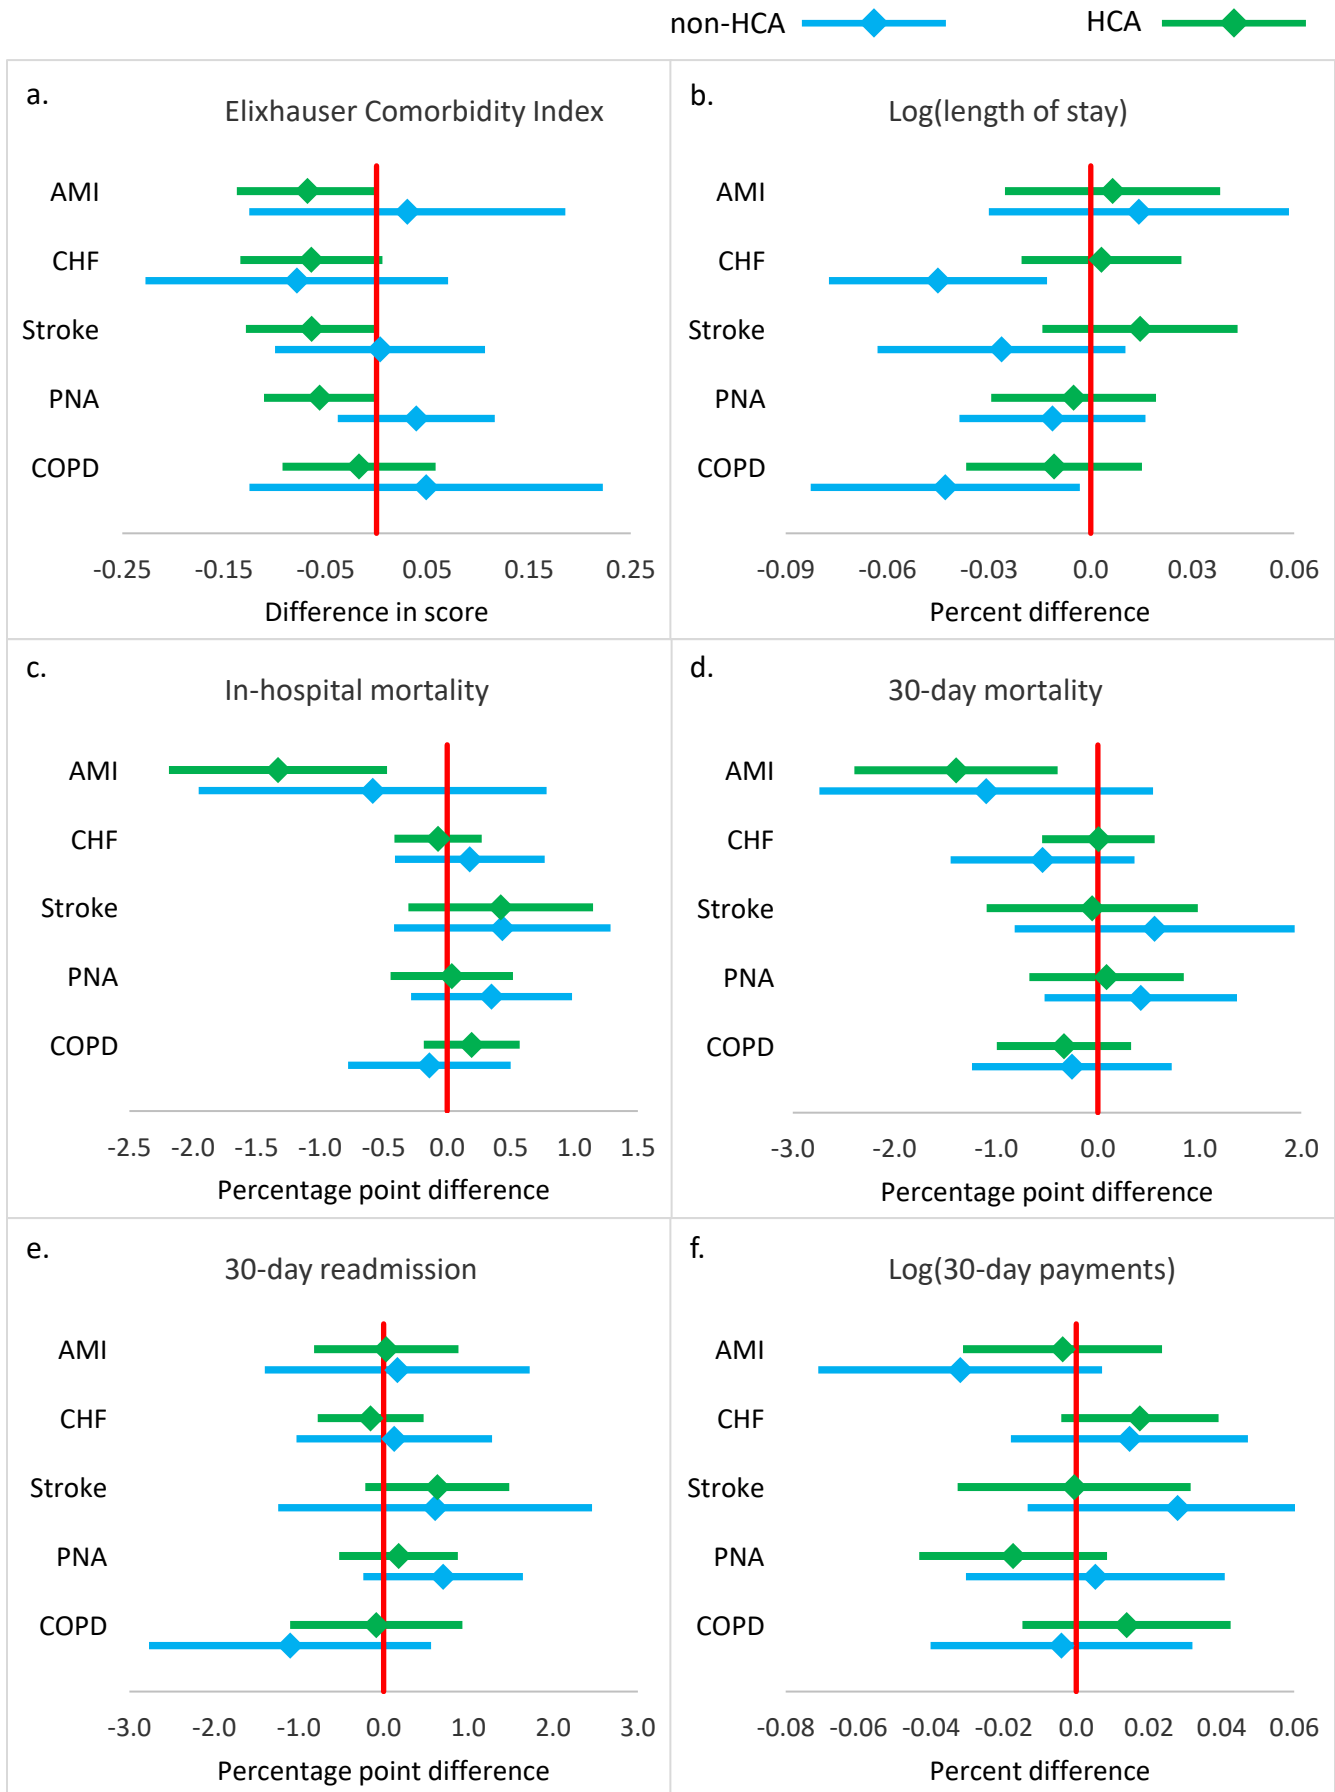 non-HCA HCA
a.
Elixhauser Comorbidity Index
AMI
CHF
Stroke
PNA
COPD
-0.25 -0.15 -0.05 0.05 0.15 0.25
Difference in score
b.
Log(length of stay)
AMI
CHF
Stroke
PNA
COPD
-0.09 -0.06 -0.03 0.0 0.03 0.06
Percent difference
c.
In-hospital mortality
AMI
CHF
Stroke
PNA
COPD
-2.5 -2.0 -1.5 -1.0 -0.5 0.0 0.5 1.0 1.5
Percentage point difference
d.
30-day mortality
AMI
CHF
Stroke
PNA
COPD
-3.0 -2.0 -1.0 0.0 1.0 2.0
Percentage point difference
e.
30-day readmission
AMI
CHF
Stroke
PNA
COPD
-3.0 -1.0 0.0 1.0 2.0 3.0
Percentage point difference
f.
Log(30-day payments)
AMI
CHF
Stroke
PNA
COPD
-0.08 -0.06 -0.04 -0.02 0.0 0.02 0.04 0.06
Percent difference